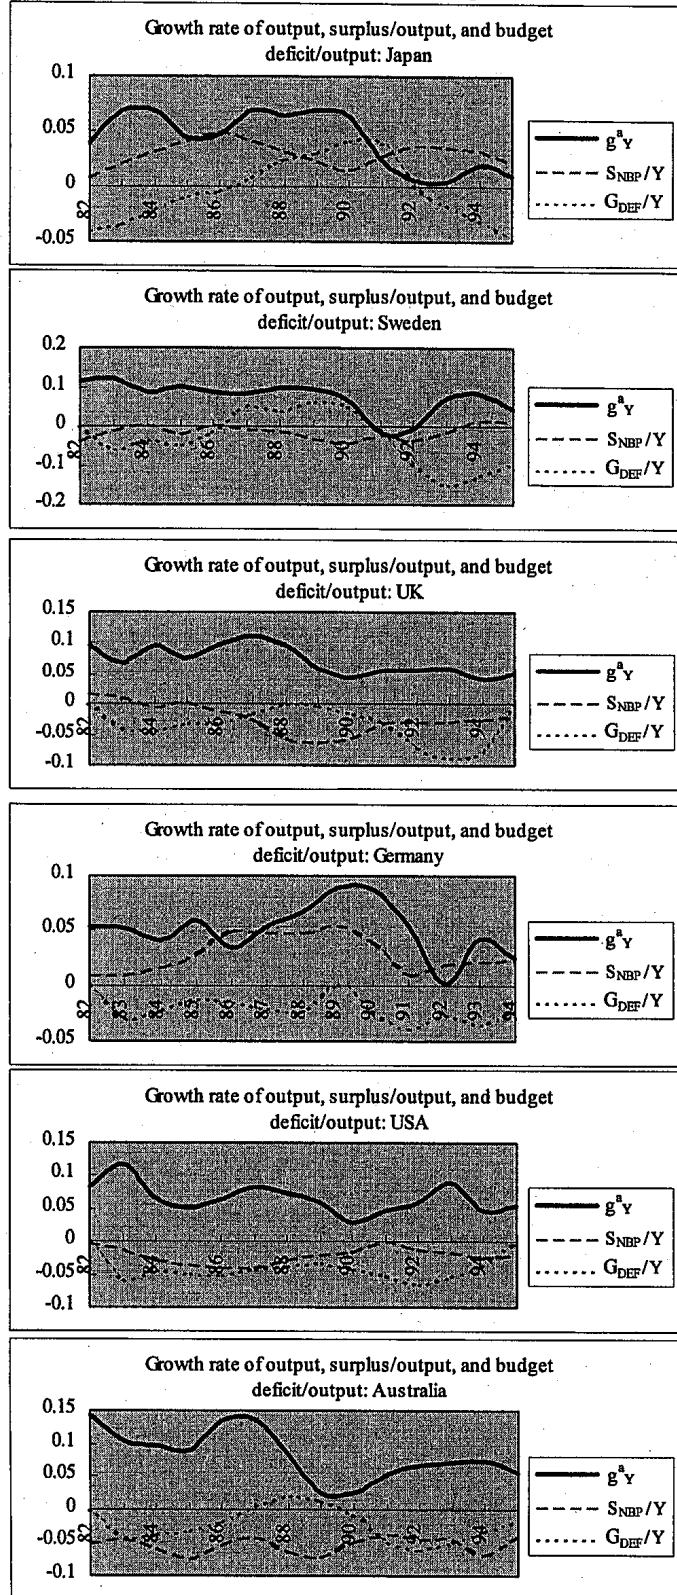 Growth rate of output, surplus/output, and budget
deficit/output: Japan
0.1
0.05
0
-0.05
82
84
86
88
90
92
94
g^a_Y
S_NBP/Y
G_DEF/Y
Growth rate of output, surplus/output, and budget
deficit/output: Sweden
0.2
0.1
0
-0.1
-0.2
82
84
86
88
90
92
94
g^a_Y
S_NBP/Y
G_DEF/Y
Growth rate of output, surplus/output, and budget
deficit/output: UK
0.15
0.1
0.05
0
-0.05
-0.1
82
84
86
88
90
92
94
g^a_Y
S_NBP/Y
G_DEF/Y
Growth rate of output, surplus/output, and budget
deficit/output: Germany
0.1
0.05
0
-0.05
82
83
84
85
86
87
88
89
90
91
92
93
94
g^a_Y
S_NBP/Y
G_DEF/Y
Growth rate of output, surplus/output, and budget
deficit/output: USA
0.15
0.1
0.05
0
-0.05
-0.1
82
84
86
88
90
92
94
g^a_Y
S_NBP/Y
G_DEF/Y
Growth rate of output, surplus/output, and budget
deficit/output: Australia
0.15
0.1
0.05
0
-0.05
-0.1
82
84
86
88
90
92
94
g^a_Y
S_NBP/Y
G_DEF/Y